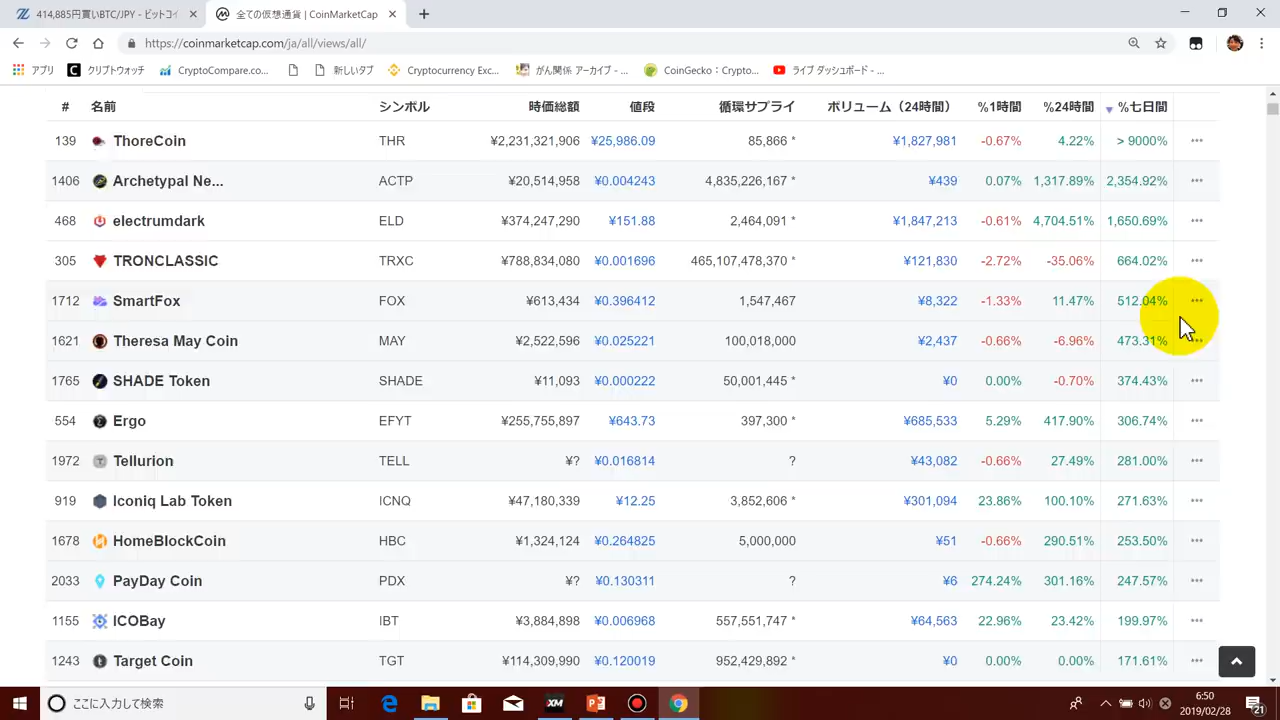 414,885円買いBTC/JPY - ビットコイ
全ての仮想通貨 | CoinMarketCap
https://coinmarketcap.com/ja/all/views/all/
アプリ クリプトウォッチ CryptoCompare.co... 新しいタブ Cryptocurrency Exc... がん関係 アーカイブ - ... CoinGecko：Crypto... ライブ ダッシュボード - ...
# 名前 シンボル 時価総額 値段 循環サプライ ボリューム（24時間） %1時間 %24時間 %七日間
139 ThoreCoin THR ¥2,231,321,906 ¥25,986.09 85,866 * ¥1,827,981 -0.67% 4.22% > 9000%
1406 Archetypal Ne... ACTP ¥20,514,958 ¥0.004243 4,835,226,167 * ¥439 0.07% 1,317.89% 2,354.92%
468 electrumdark ELD ¥374,247,290 ¥151.88 2,464,091 * ¥1,847,213 -0.61% 4,704.51% 1,650.69%
305 TRONCLASSIC TRXC ¥788,834,080 ¥0.001696 465,107,478,370 * ¥121,830 -2.72% -35.06% 664.02%
1712 SmartFox FOX ¥613,434 ¥0.396412 1,547,467 ¥8,322 -1.33% 11.47% 512.04%
1621 Theresa May Coin MAY ¥2,522,596 ¥0.025221 100,018,000 ¥2,437 -0.66% -6.96% 473.31%
1765 SHADE Token SHADE ¥11,093 ¥0.000222 50,001,445 * ¥0 0.00% -0.70% 374.43%
554 Ergo EFYT ¥255,755,897 ¥643.73 397,300 * ¥685,533 5.29% 417.90% 306.74%
1972 Tellurion TELL ¥? ¥0.016814 ? ¥43,082 -0.66% 27.49% 281.00%
919 Iconiq Lab Token ICNQ ¥47,180,339 ¥12.25 3,852,606 * ¥301,094 23.86% 100.10% 271.63%
1678 HomeBlockCoin HBC ¥1,324,124 ¥0.264825 5,000,000 ¥51 -0.66% 290.51% 253.50%
2033 PayDay Coin PDX ¥? ¥0.130311 ? ¥6 274.24% 301.16% 247.57%
1155 ICOBay IBT ¥3,884,898 ¥0.006968 557,551,747 * ¥64,563 22.96% 23.42% 199.97%
1243 Target Coin TGT ¥114,309,990 ¥0.120019 952,429,892 * ¥0 0.00% 0.00% 171.61%
ここに入力して検索
XM
6:50
2019/02/28
21